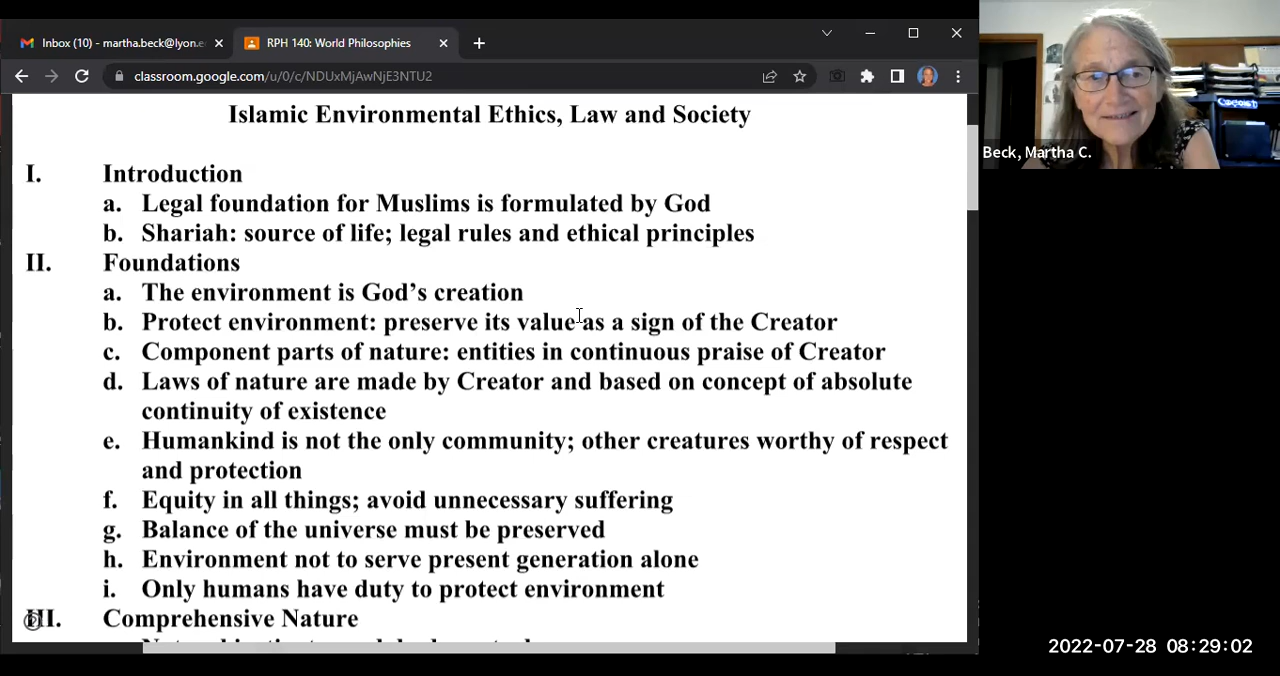 Inbox (10) - martha.beck@lyon.e
RPH 140: World Philosophies
classroom.google.com/u/0/c/NDUxMjAwNjE3NTU2
Islamic Environmental Ethics, Law and Society
I. Introduction
a. Legal foundation for Muslims is formulated by God
b. Shariah: source of life; legal rules and ethical principles
II. Foundations
a. The environment is God’s creation
b. Protect environment: preserve its value as a sign of the Creator
c. Component parts of nature: entities in continuous praise of Creator
d. Laws of nature are made by Creator and based on concept of absolute
continuity of existence
e. Humankind is not the only community; other creatures worthy of respect
and protection
f. Equity in all things; avoid unnecessary suffering
g. Balance of the universe must be preserved
h. Environment not to serve present generation alone
i. Only humans have duty to protect environment
III. Comprehensive Nature
Beck, Martha C.
2022-07-28 08:29:02